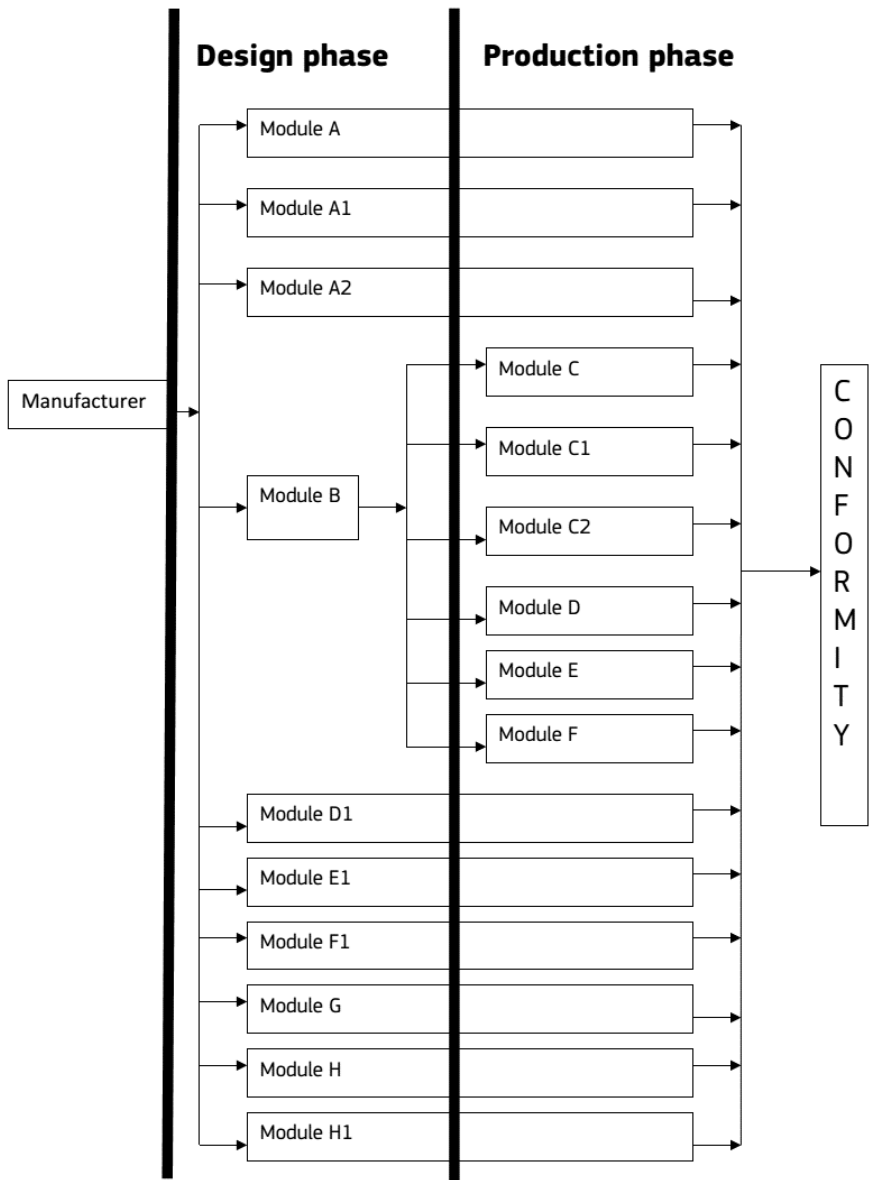 Design phase
Production phase
Module A
Module A1
Module A2
Module C
Manufacturer
Module C1
Module B
Module C2
Module D
Module E
Module F
CONFORMITY
Module D1
Module E1
Module F1
Module G
Module H
Module H1